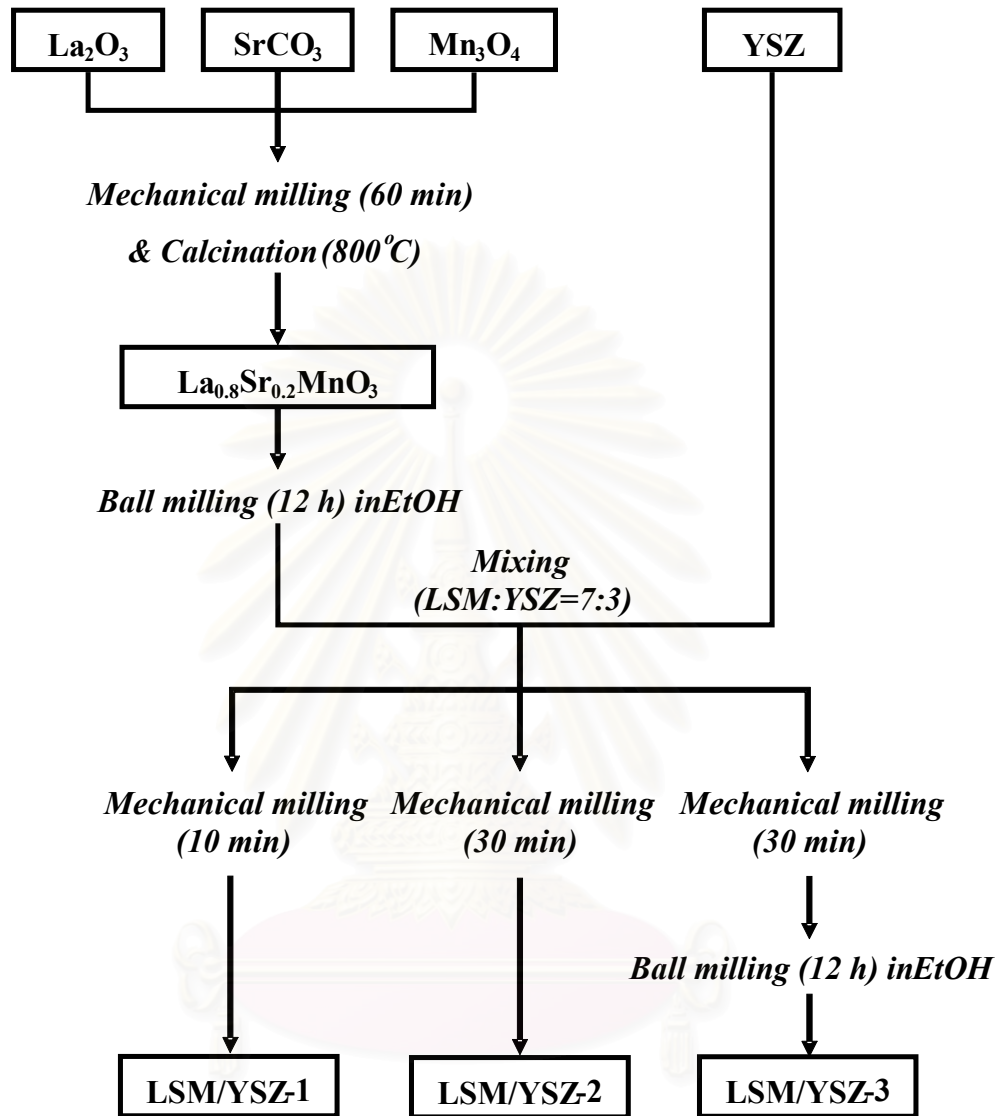 La₂O₃ SrCO₃ Mn₃O₄ YSZ
Mechanical milling (60 min)
& Calcination (800°C)
La₀.₈Sr₀.₂MnO₃
Ball milling (12 h) inEtOH
Mixing
(LSM:YSZ=7:3)
Mechanical milling Mechanical milling Mechanical milling
(10 min) (30 min) (30 min)
Ball milling (12 h) inEtOH
LSM/YSZ-1 LSM/YSZ-2 LSM/YSZ-3